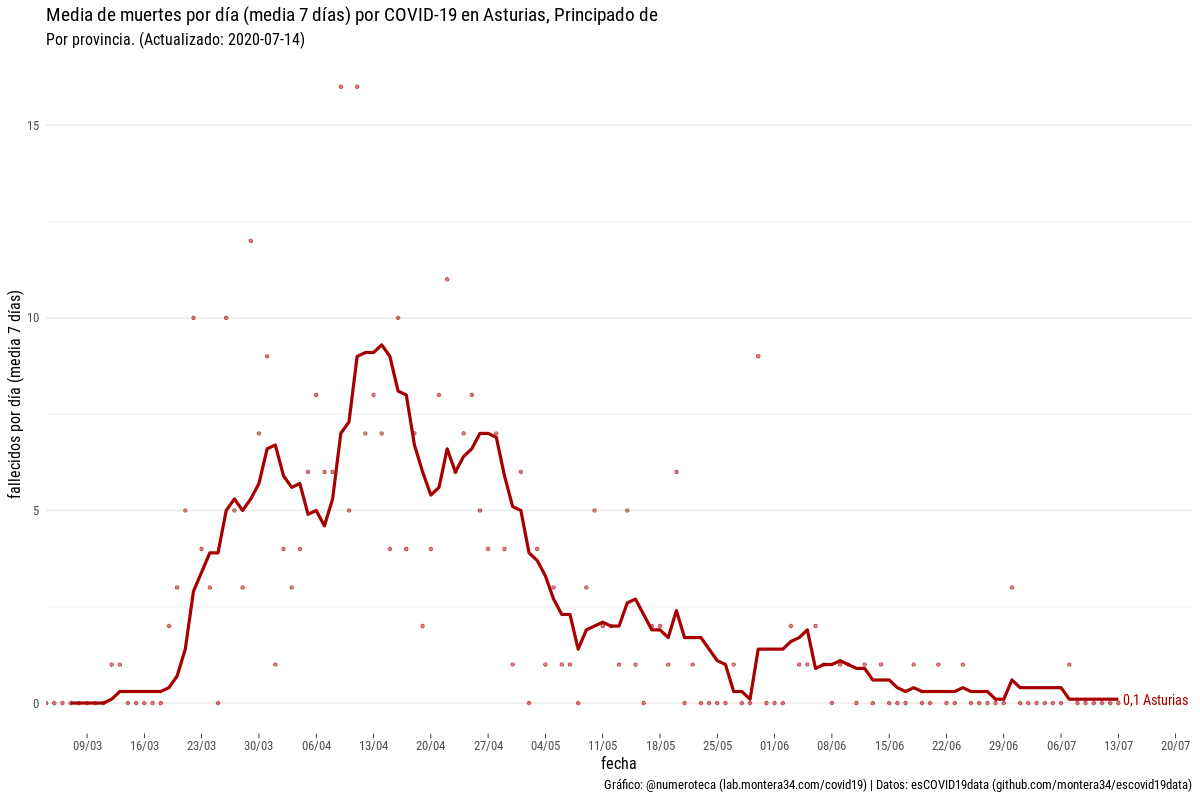 Media de muertes por día (media 7 días) por COVID-19 en Asturias, Principado de
Por provincia. (Actualizado: 2020-07-14)
fallecidos por día (media 7 días)
15
10
5
0
0,1 Asturias
09/03 16/03 23/03 30/03 06/04 13/04 20/04 27/04 04/05 11/05 18/05 25/05 01/06 08/06 15/06 22/06 29/06 06/07 13/07 20/07
fecha
Gráfico: @numeroteca (lab.montera34.com/covid19) | Datos: esCOVID19data (github.com/montera34/escovid19data)